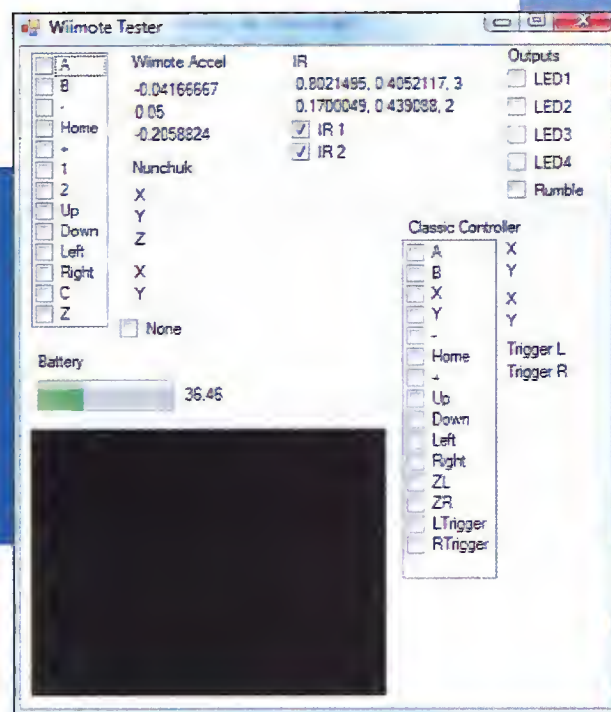 Wiimote Tester
A
B
-
Home
+
1
2
Up
Down
Left
Right
C
Z
Wiimote Accel
-0.04166667
0.05
-0.2058824
Nunchuk
X
Y
Z
X
Y
None
IR
0.8021495, 0.4052117, 3
0.1700049, 0.439088, 2
IR 1
IR 2
Outputs
LED1
LED2
LED3
LED4
Rumble
Battery
36.46
Classic Controller
A
B
X
Y
-
Home
+
Up
Down
Left
Right
ZL
ZR
LTrigger
RTrigger
X
Y
X
Y
Trigger L
Trigger R